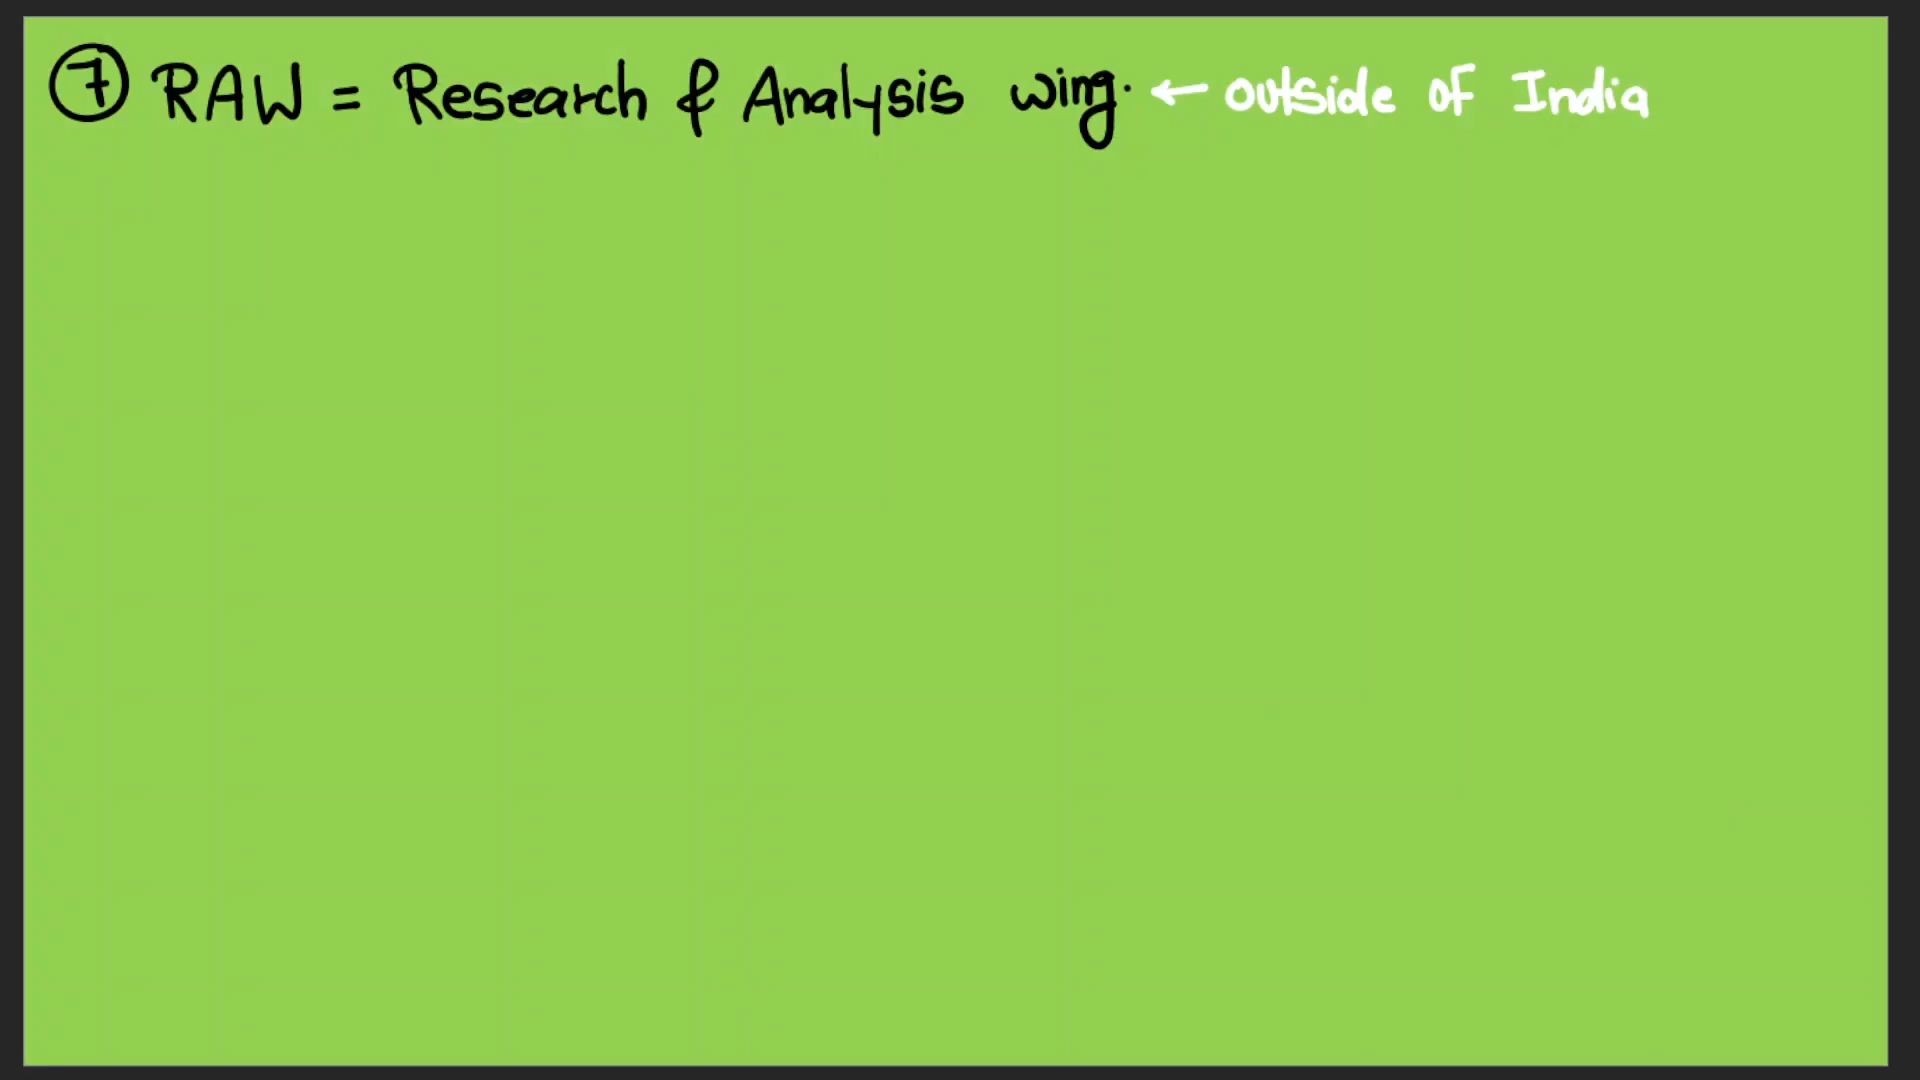 7 RAW = Research & Analysis wing. ← outside of India